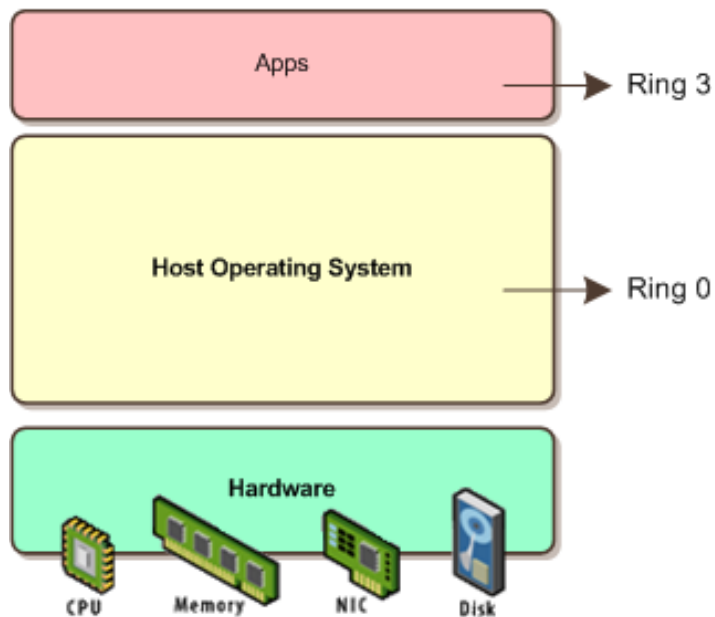 Apps
Ring 3
Host Operating System
Ring 0
Hardware
CPU
Memory
NIC
Disk